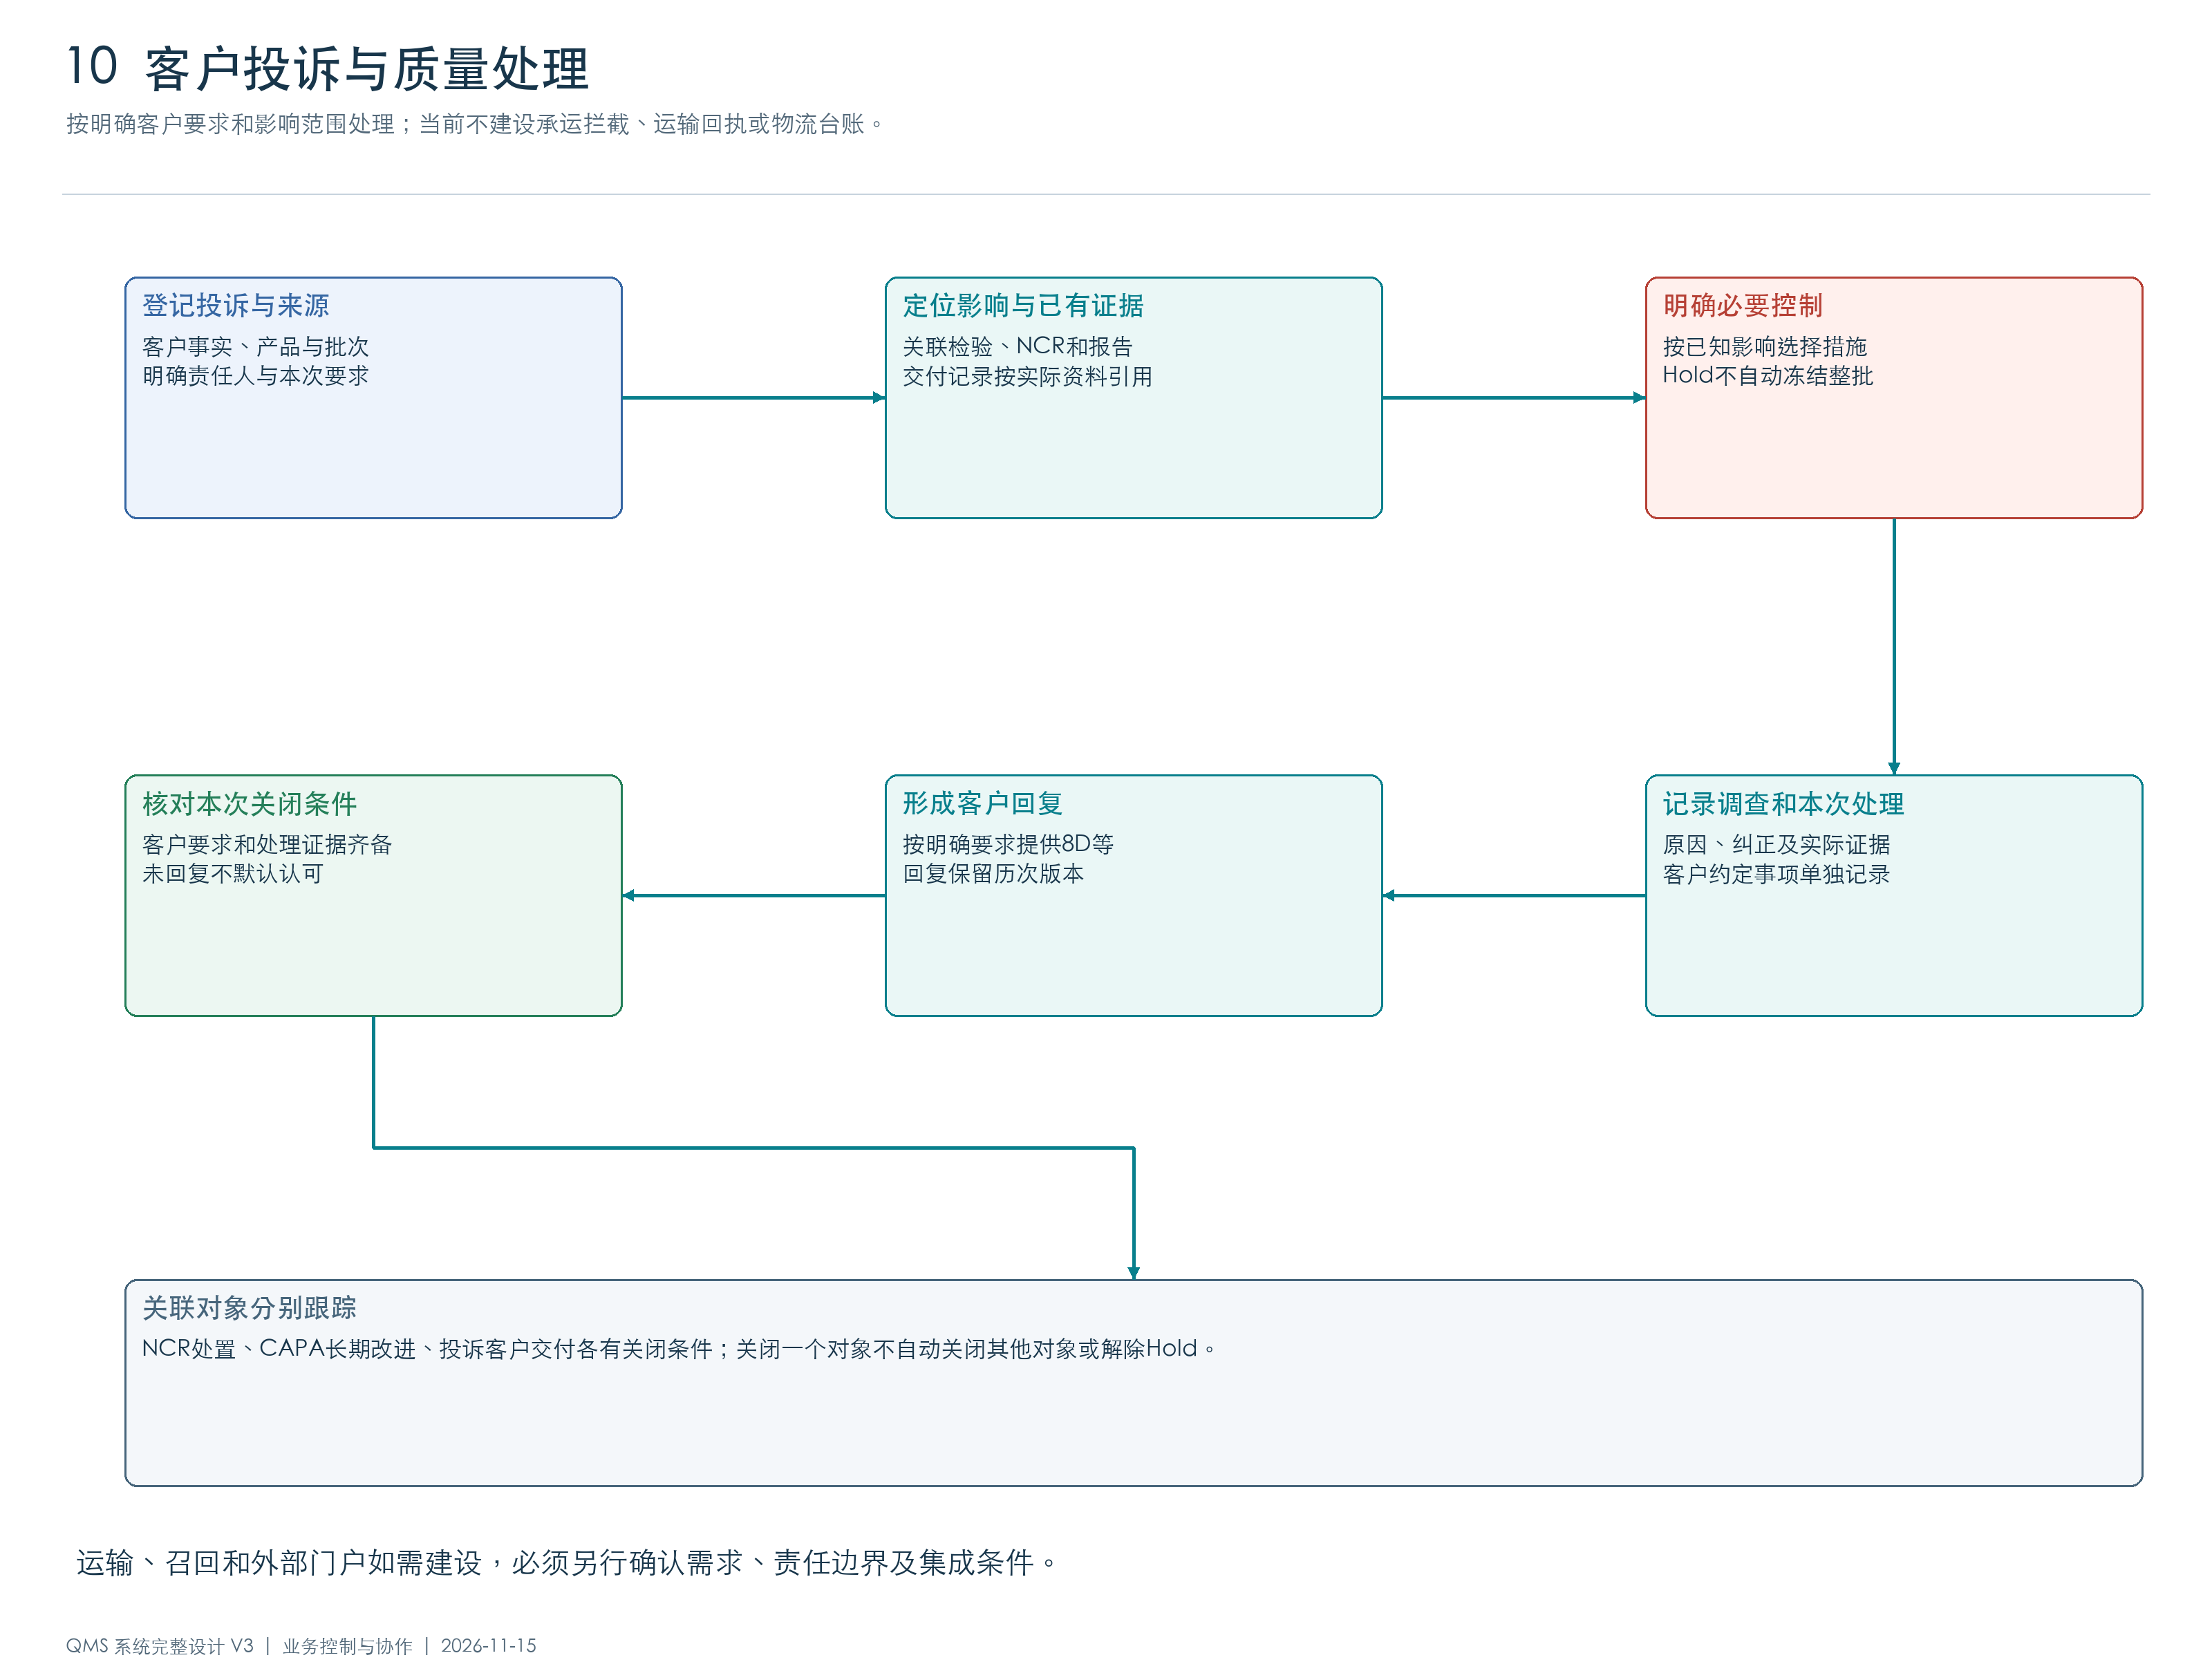 10 客户投诉与质量处理
按明确客户要求和影响范围处理；当前不建设承运拦截、运输回执或物流台账。
登记投诉与来源
客户事实、产品与批次
明确责任人与本次要求
定位影响与已有证据
关联检验、NCR和报告
交付记录按实际资料引用
明确必要控制
按已知影响选择措施
Hold不自动冻结整批
核对本次关闭条件
客户要求和处理证据齐备
未回复不默认认可
形成客户回复
按明确要求提供8D等
回复保留历次版本
记录调查和本次处理
原因、纠正及实际证据
客户约定事项单独记录
关联对象分别跟踪
NCR处置、CAPA长期改进、投诉客户交付各有关闭条件；关闭一个对象不自动关闭其他对象或解除Hold。
运输、召回和外部门户如需建设，必须另行确认需求、责任边界及集成条件。
QMS 系统完整设计 V3 | 业务控制与协作 | 2026-11-15